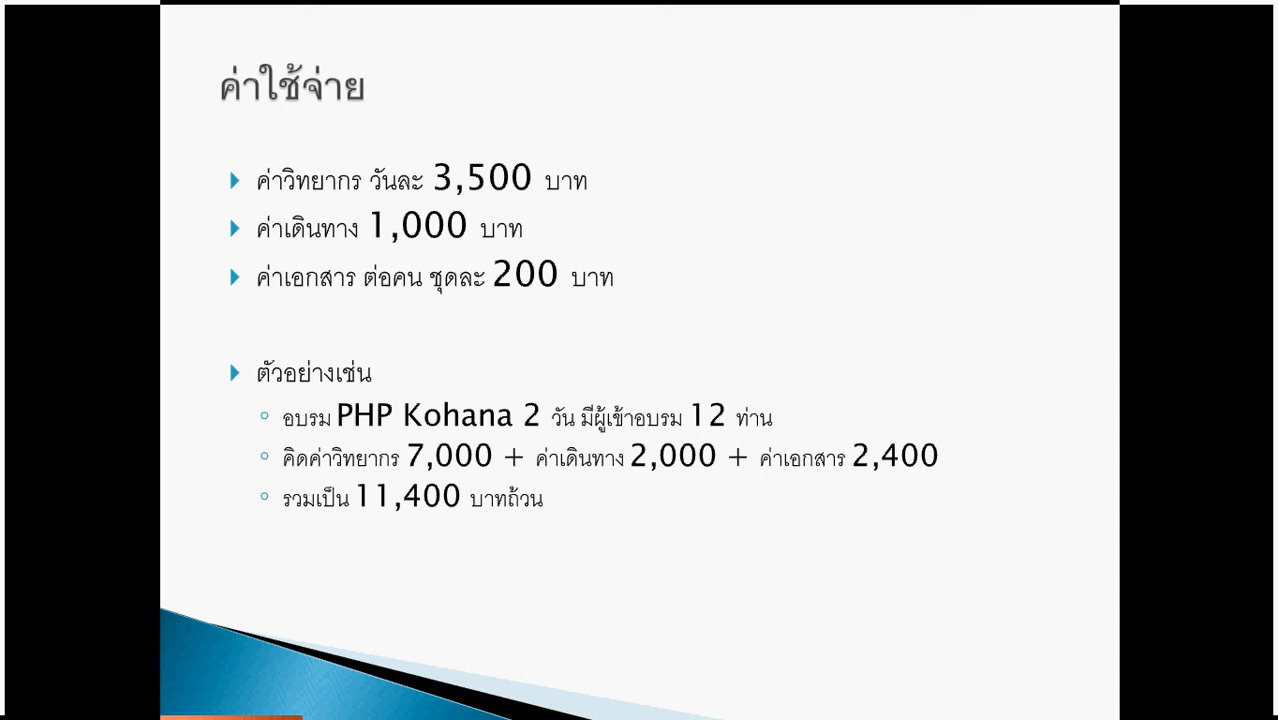 ค่าใช้จ่าย
ค่าวิทยากร วันละ 3,500 บาท
ค่าเดินทาง 1,000 บาท
ค่าเอกสาร ต่อคน ชุดละ 200 บาท
ตัวอย่างเช่น
อบรม PHP Kohana 2 วัน มีผู้เข้าอบรม 12 ท่าน
คิดค่าวิทยากร 7,000 + ค่าเดินทาง 2,000 + ค่าเอกสาร 2,400
รวมเป็น 11,400 บาทถ้วน